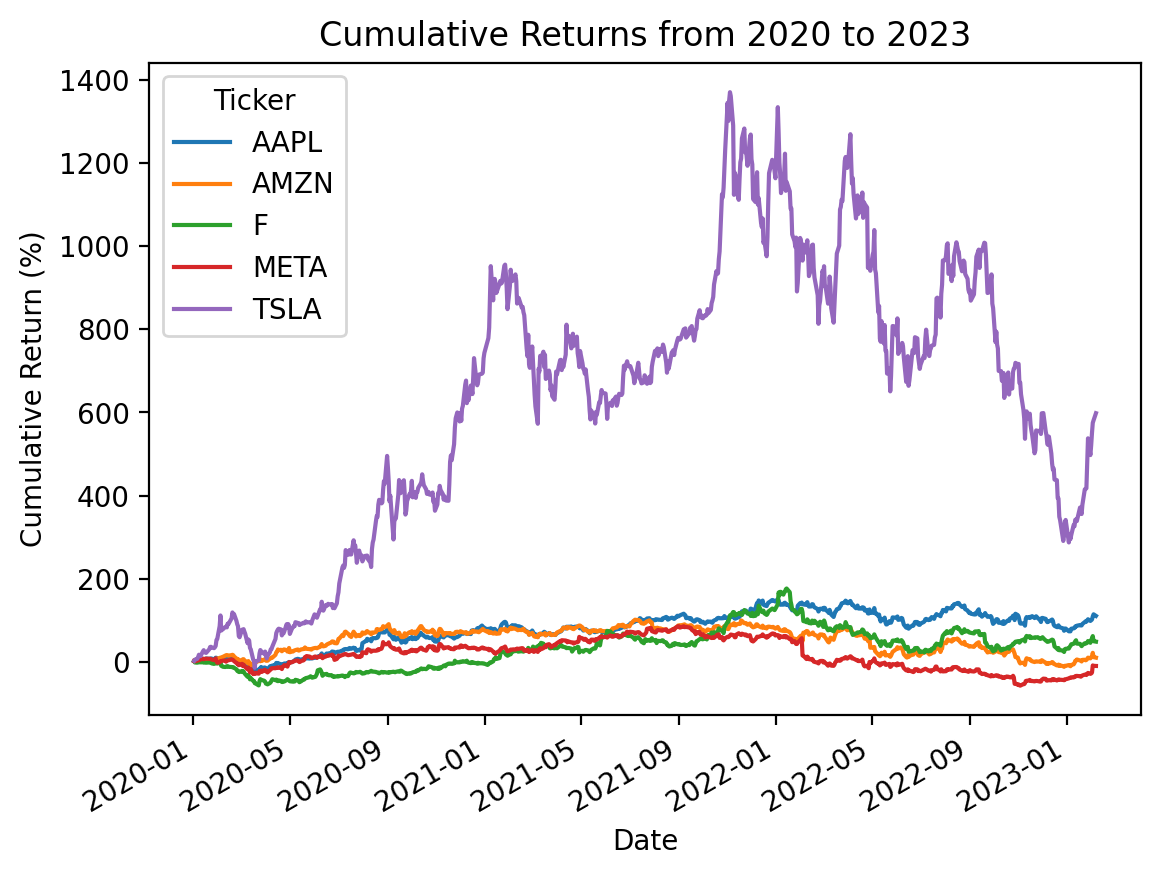 Cumulative Returns from 2020 to 2023
Cumulative Return (%)
1400
1200
1000
800
600
400
200
0
Ticker
AAPL
AMZN
F
META
TSLA
2020-01
2020-05
2020-09
2021-01
2021-05
2021-09
2022-01
2022-05
2022-09
2023-01
Date